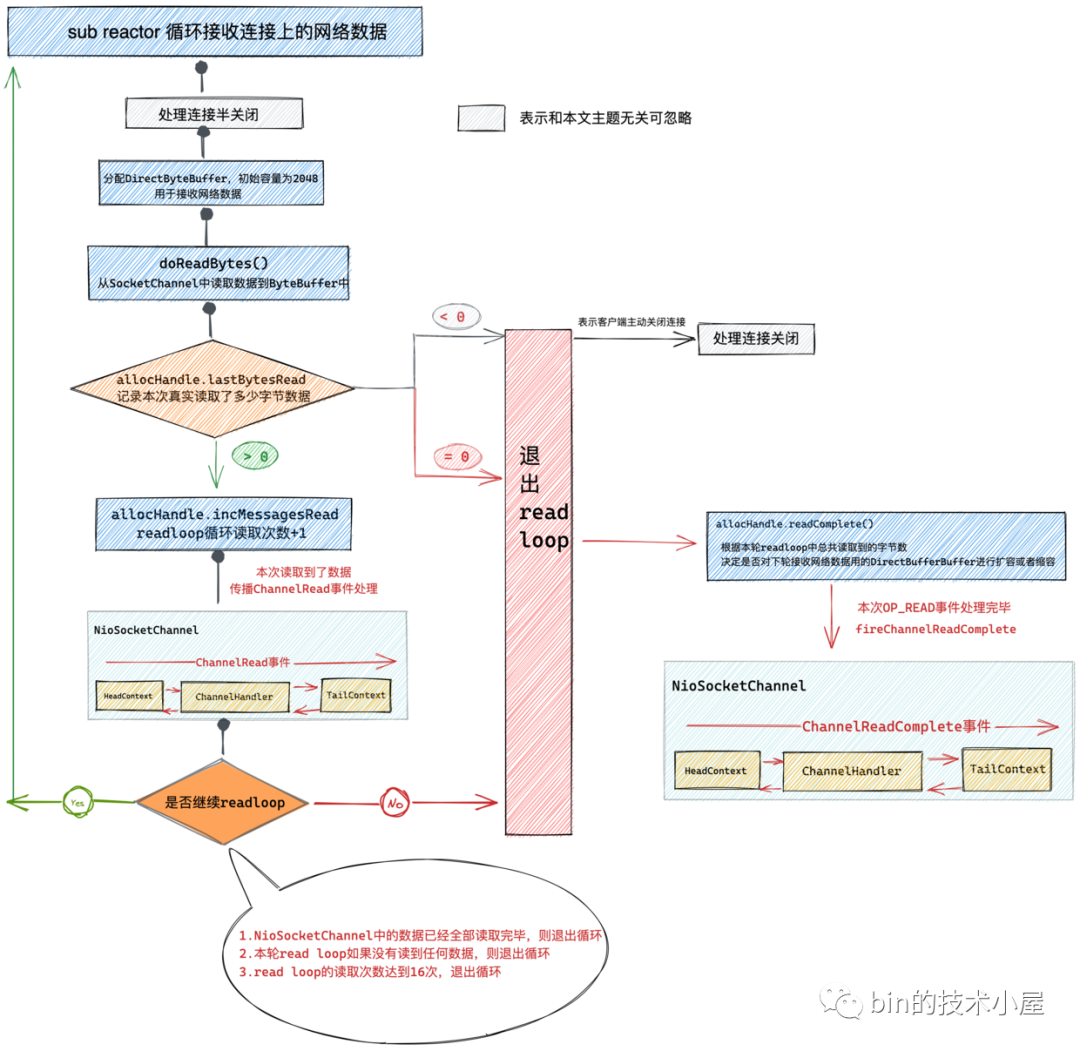 sub reactor 循环接收连接上的网络数据
处理连接半关闭
表示和本文主题无关可忽略
分配DirectByteBuffer，初始容量为2048
用于接收网络数据
doReadBytes()
从SocketChannel中读取数据到ByteBuffer中
< 0
表示客户端主动关闭连接
处理连接关闭
allocHandle.lastBytesRead
记录本次真实读取了多少字节数据
> 0
= 0
退
出
read
loop
allocHandle.incMessagesRead
readloop循环读取次数+1
allocHandle.readComplete()
根据本轮readloop中总共读取到的字节数
决定是否对下轮接收网络数据用的DirectBufferBuffer进行扩容或者缩容
本次读取到了数据
传播ChannelRead事件处理
本次OP_READ事件处理完毕
fireChannelReadComplete
NioSocketChannel
ChannelRead事件
HeadContext
ChannelHandler
TailContext
NioSocketChannel
ChannelReadComplete事件
HeadContext
ChannelHandler
TailContext
Yes
是否继续readloop
No
1.NioSocketChannel中的数据已经全部读取完毕，则退出循环
2.本轮read loop如果没有读到任何数据，则退出循环
3.read loop的读取次数达到16次，退出循环
bin的技术小屋